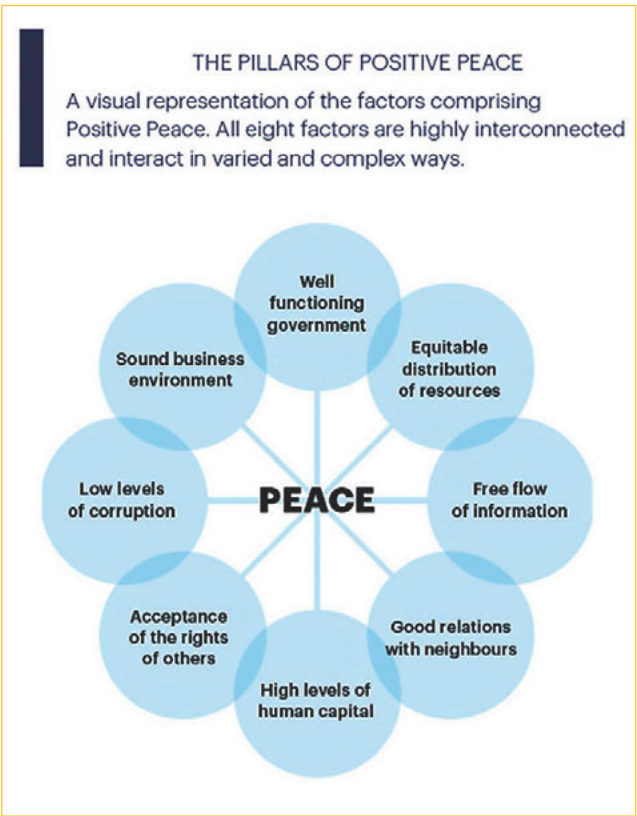 THE PILLARS OF POSITIVE PEACE
A visual representation of the factors comprising
Positive Peace. All eight factors are highly interconnected
and interact in varied and complex ways.
Well
functioning
government
Equitable
distribution
of resources
Sound business
environment
Low levels
of corruption
PEACE
Free flow
of information
Acceptance
of the rights
of others
Good relations
with neighbours
High levels of
human capital